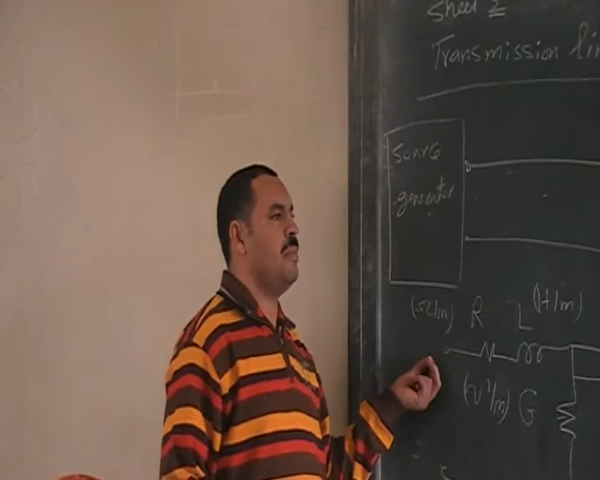 Sheet 2
Transmission lin
Source
generator
(Ω/m) R L (H/m)
(℧/m) G